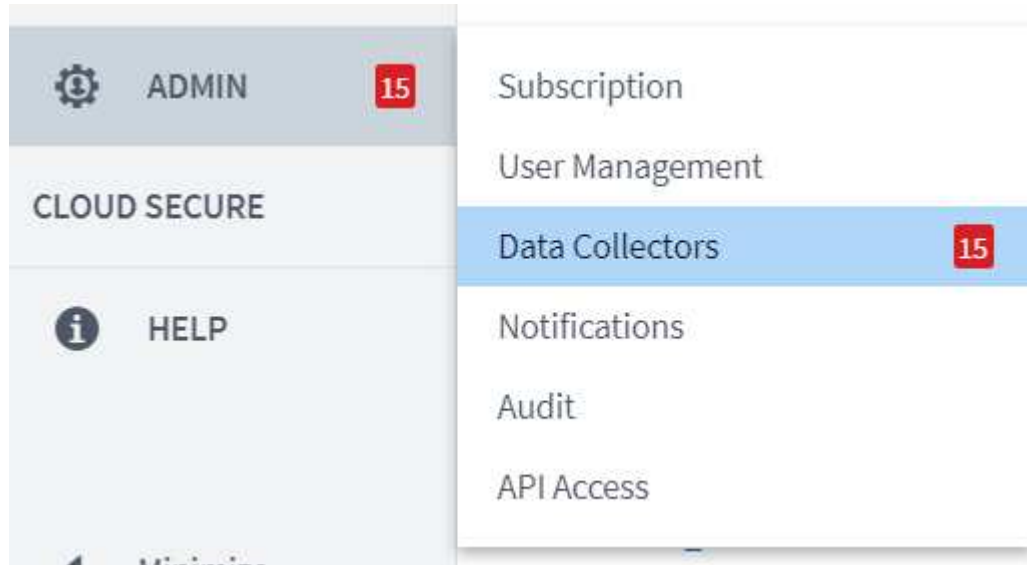 ADMIN 15
CLOUD SECURE
HELP
Subscription
User Management
Data Collectors 15
Notifications
Audit
API Access